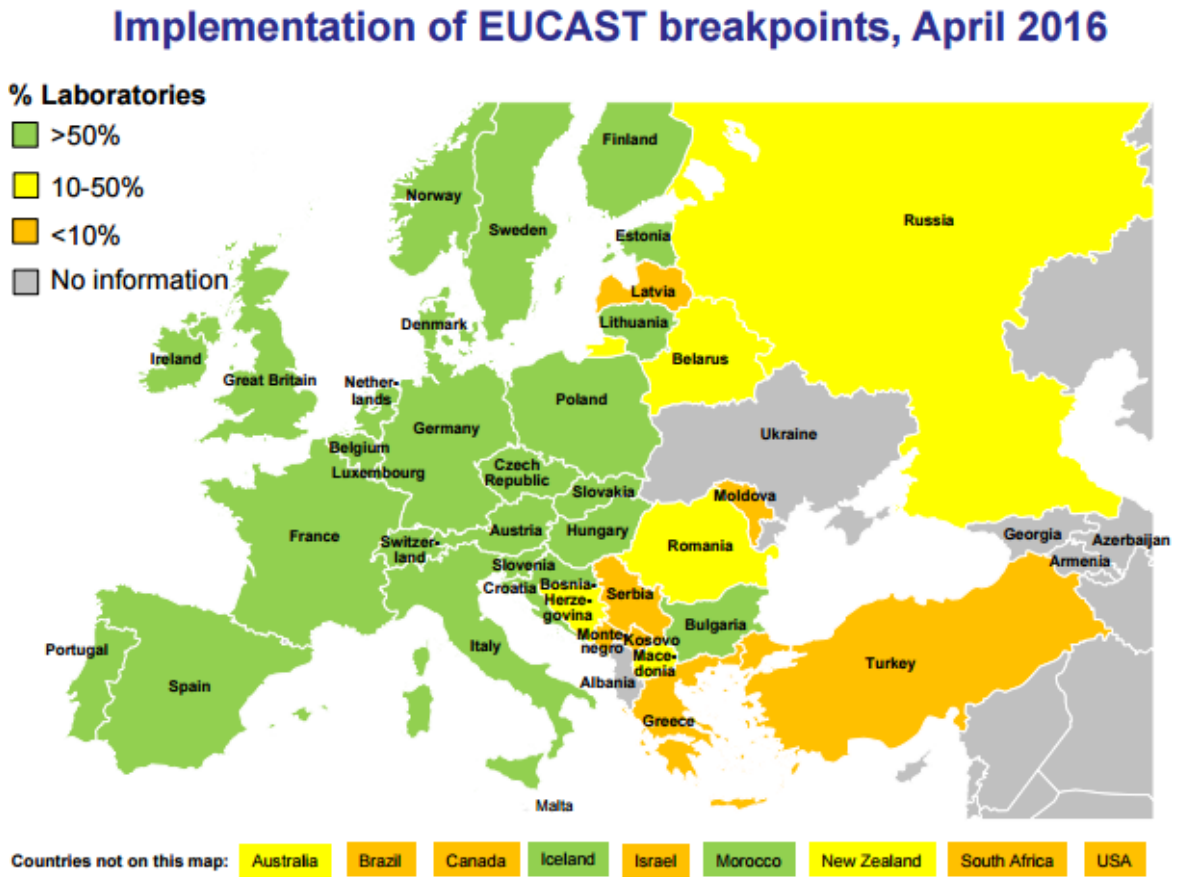 Implementation of EUCAST breakpoints, April 2016
% Laboratories
>50%
10-50%
<10%
No information
Finland
Norway
Sweden
Russia
Estonia
Latvia
Lithuania
Denmark
Ireland
Great Britain
Belarus
Nether-
lands
Poland
Germany
Ukraine
Belgium
Luxembourg
Czech
Republic
Slovakia
Moldova
France
Austria
Hungary
Switzer-
land
Romania
Georgia
Azerbaijan
Armenia
Slovenia
Croatia
Bosnia-
Herze-
govina
Serbia
Bulgaria
Monte-
negro
Kosovo
Italy
Portugal
Mace-
donia
Albania
Turkey
Spain
Greece
Malta
Countries not on this map: Australia Brazil Canada Iceland Israel Morocco New Zealand South Africa USA